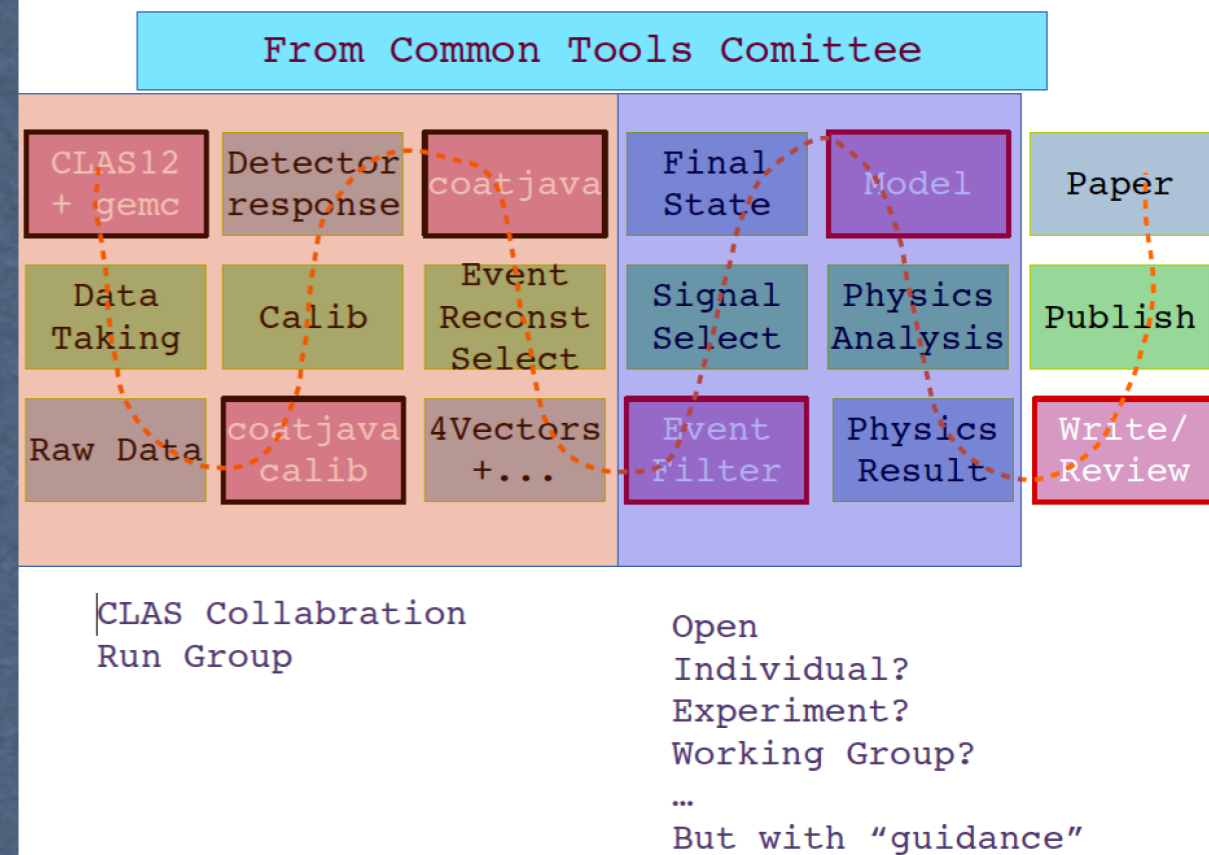 From Common Tools Comittee
CLAS12
+ gemc
Detector
response
coatjava
Final
State
Model
Paper
Data
Taking
Calib
Event
Reconst
Select
Signal
Select
Physics
Analysis
Publish
Raw Data
coatjava
calib
4Vectors
+...
Event
Filter
Physics
Result
Write/
Review
CLAS Collabration
Run Group
Open
Individual?
Experiment?
Working Group?
…
But with “guidance”